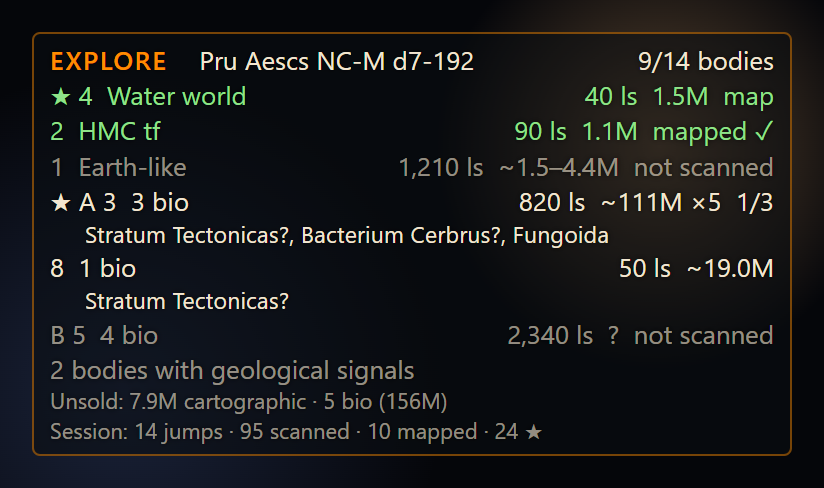 EXPLORE Pru Aescs NC-M d7-192 9/14 bodies
★ 4 Water world 40 ls 1.5M map
2 HMC tf 90 ls 1.1M mapped ✓
1 Earth-like 1,210 ls ~1.5–4.4M not scanned
★ A 3 3 bio 820 ls ~111M ×5 1/3
Stratum Tectonicas?, Bacterium Cerbrus?, Fungoida
8 1 bio 50 ls ~19.0M
Stratum Tectonicas?
B 5 4 bio 2,340 ls ? not scanned
2 bodies with geological signals
Unsold: 7.9M cartographic · 5 bio (156M)
Session: 14 jumps · 95 scanned · 10 mapped · 24 ★